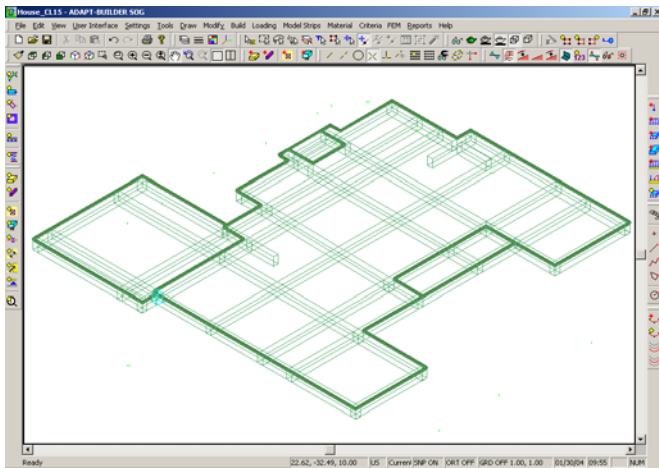 House_CL15 - ADAPT-BUILDER SOG
File Edit View User Interface Settings Tools Draw Modify Build Loading Model Strips Material Criteria FEM Reports Help
Ready 22.62, -32.49, 10.00 US Current SNP ON ORT OFF GRD OFF 1.00, 1.00 01/30/04 09:55 NUM